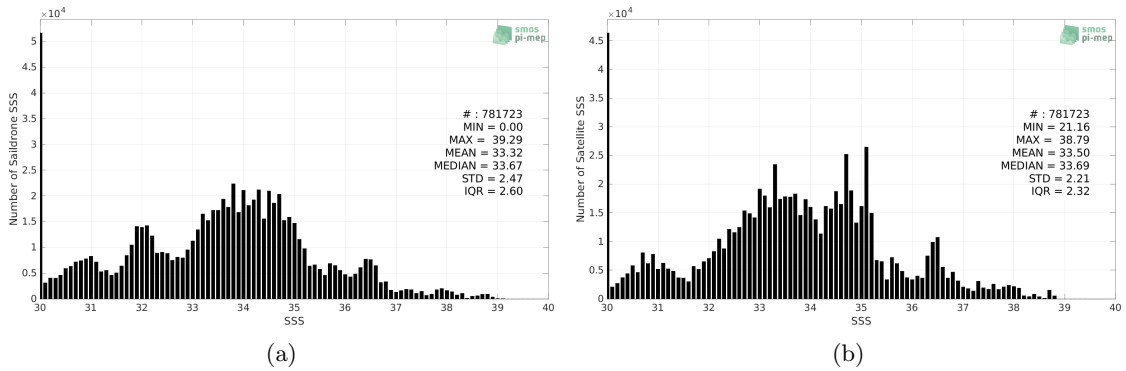 ×10⁴
smos
pi-mep
5
4.5
4
3.5
3
2.5
2
1.5
1
0.5
0
Number of Saildrone SSS
# : 781723
MIN = 0.00
MAX = 39.29
MEAN = 33.32
MEDIAN = 33.67
STD = 2.47
IQR = 2.60
30 31 32 33 34 35 36 37 38 39 40
SSS
(a)
×10⁴
smos
pi-mep
4.5
4
3.5
3
2.5
2
1.5
1
0.5
0
Number of Satellite SSS
# : 781723
MIN = 21.16
MAX = 38.79
MEAN = 33.50
MEDIAN = 33.69
STD = 2.21
IQR = 2.32
30 31 32 33 34 35 36 37 38 39 40
SSS
(b)